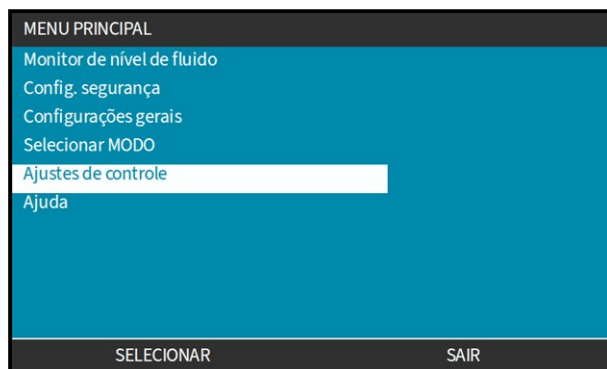 MENU PRINCIPAL
Monitor de nível de fluido
Config. segurança
Configurações gerais
Selecionar MODO
Ajustes de controle
Ajuda
SELECIONAR SAIR